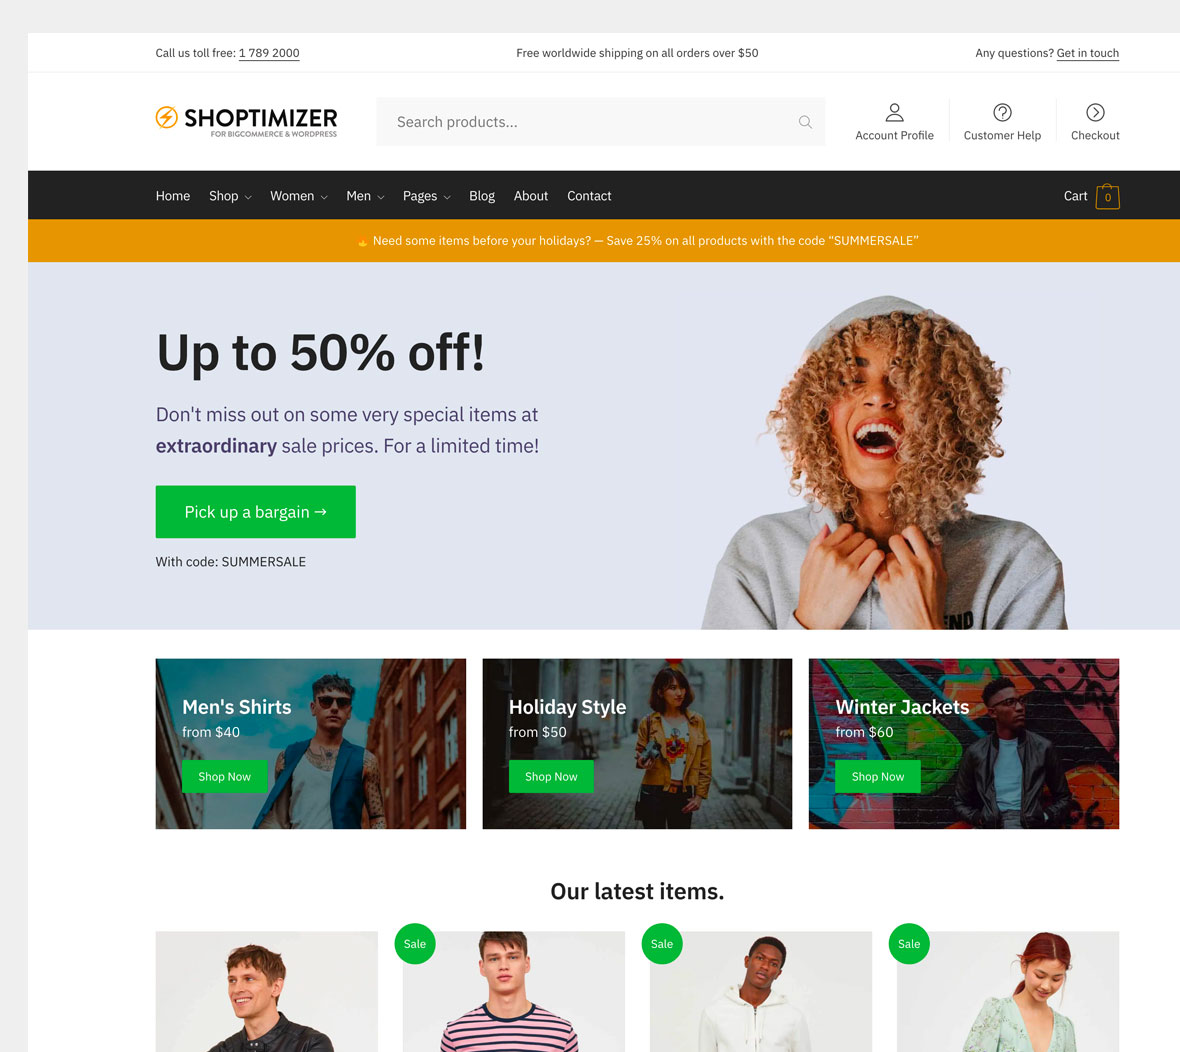 Call us toll free: 1 789 2000
Free worldwide shipping on all orders over $50
Any questions? Get in touch
SHOPTIMIZER
FOR BIGCOMMERCE & WORDPRESS
Search products...
Account Profile
Customer Help
Checkout
Home Shop Women Men Pages Blog About Contact
Cart 0
Need some items before your holidays? — Save 25% on all products with the code “SUMMERSALE”
Up to 50% off!
Don't miss out on some very special items at
extraordinary sale prices. For a limited time!
Pick up a bargain →
With code: SUMMERSALE
Men's Shirts
from $40
Shop Now
Holiday Style
from $50
Shop Now
Winter Jackets
from $60
Shop Now
Our latest items.
Sale
Sale
Sale